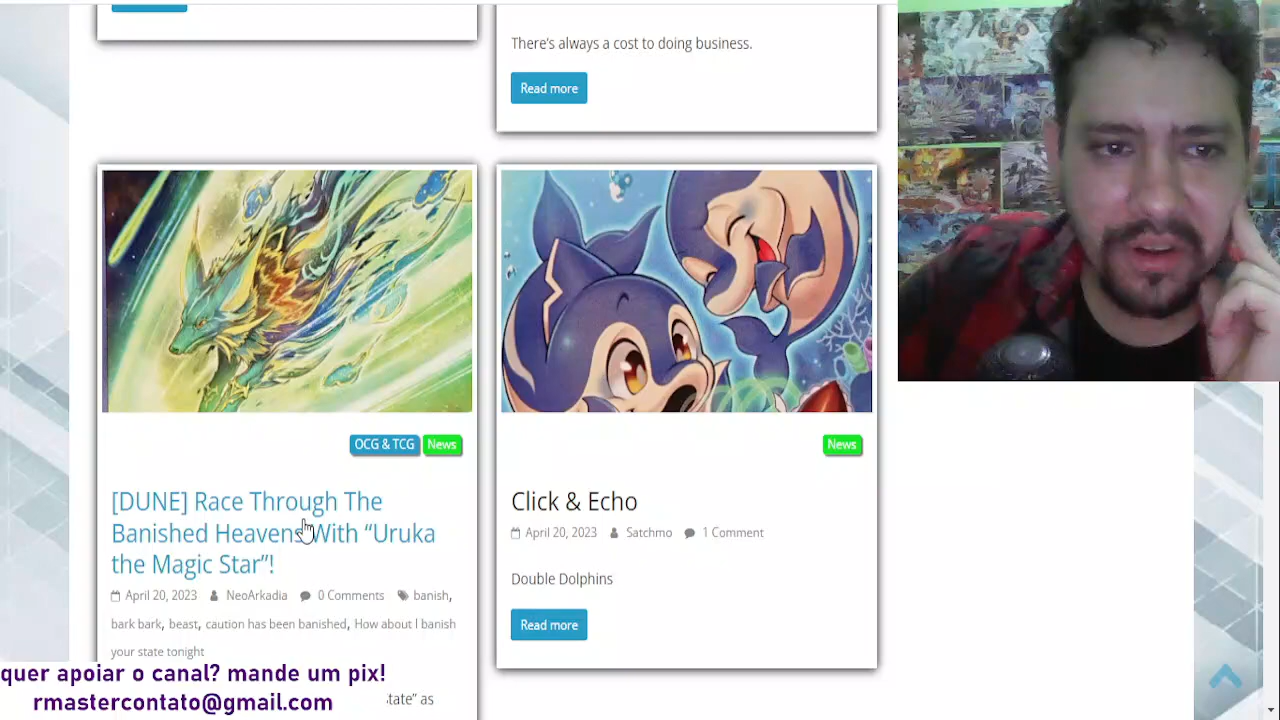 There's always a cost to doing business.
Read more
OCG & TCG News
[DUNE] Race Through The
Banished Heavens With “Uruka
the Magic Star”!
April 20, 2023 NeoArkadia 0 Comments banish,
bark bark, beast, caution has been banished, How about I banish
your state tonight
tate” as
News
Click & Echo
April 20, 2023 Satchmo 1 Comment
Double Dolphins
Read more
quer apoiar o canal? mande um pix!
rmastercontato@gmail.com